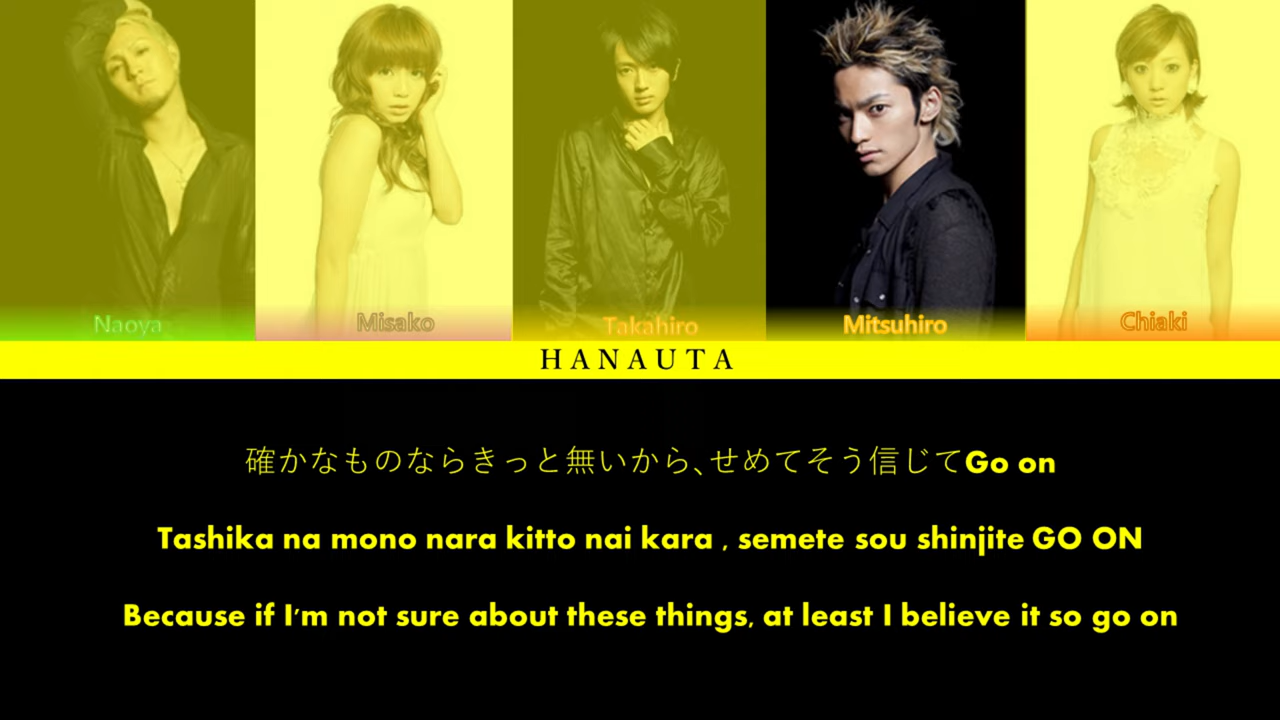 Naoya
Misako
Takahiro
Mitsuhiro
Chiaki
HANAUTA
確かなものならきっと無いから、せめてそう信じてGo on
Tashika na mono nara kitto nai kara , semete sou shinjite GO ON
Because if I'm not sure about these things, at least I believe it so go on